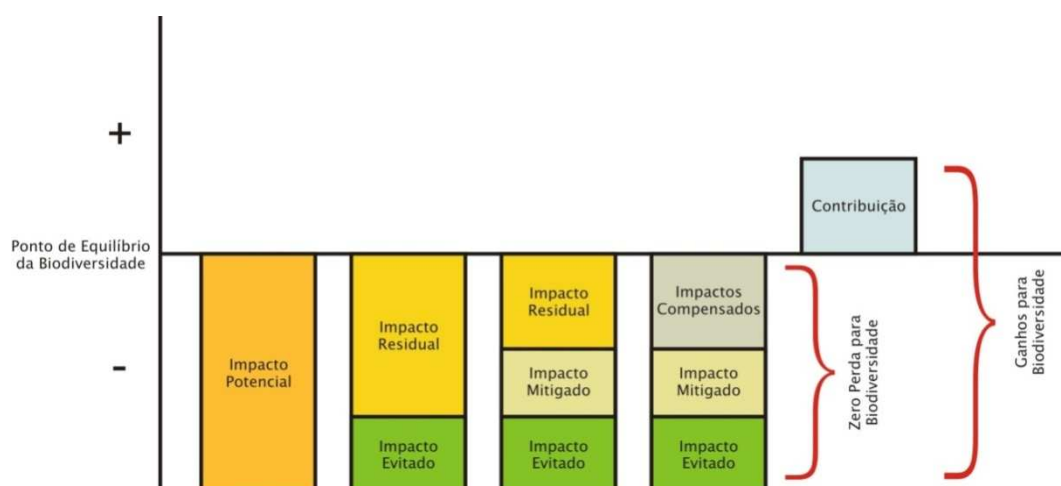 +
Contribuição
Ponto de Equilíbrio
da Biodiversidade
-
Impacto
Potencial
Impacto
Residual
Impacto
Evitado
Impacto
Residual
Impacto
Mitigado
Impacto
Evitado
Impactos
Compensados
Impacto
Mitigado
Impacto
Evitado
Zero Perda para
Biodiversidade
Ganhos para
Biodiversidade